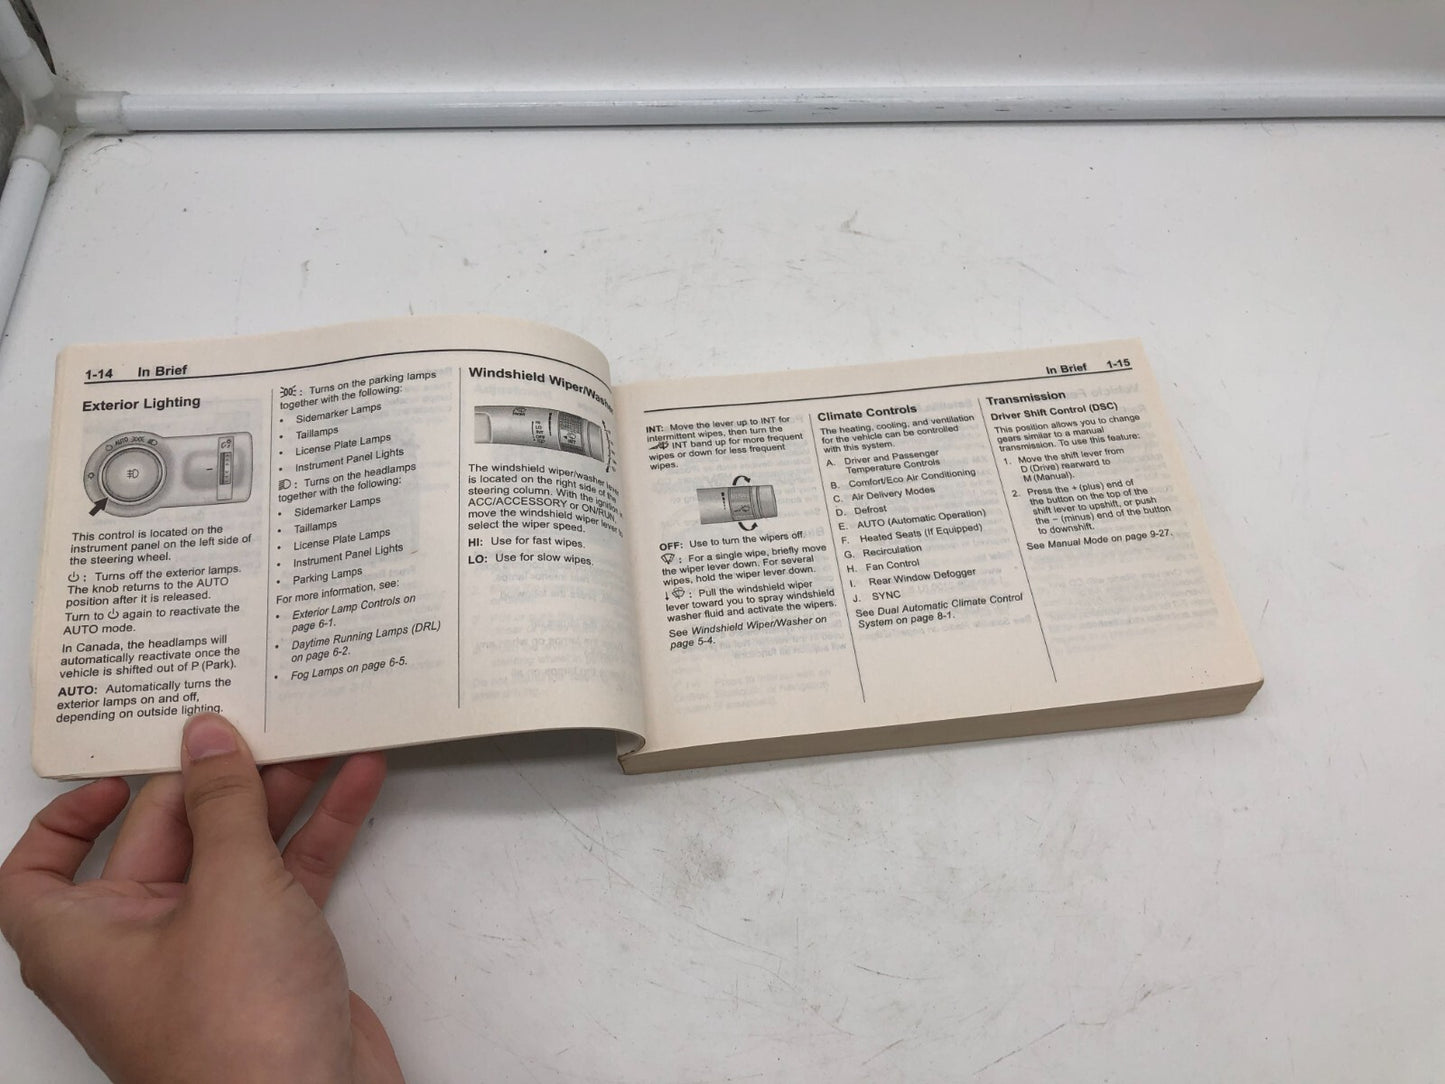 1-14 In Brief
Exterior Lighting
AUTO
This control is located on the
instrument panel on the left side of
the steering wheel.
: Turns off the exterior lamps.
The knob returns to the AUTO
position after it is released.
Turn to again to reactivate the
AUTO mode.
In Canada, the headlamps will
automatically reactivate once the
vehicle is shifted out of P (Park).
AUTO: Automatically turns the
exterior lamps on and off,
depending on outside lighting.
: Turns on the parking lamps
together with the following:
• Sidemarker Lamps
• Taillamps
• License Plate Lamps
• Instrument Panel Lights
: Turns on the headlamps
together with the following:
• Sidemarker Lamps
• Taillamps
• License Plate Lamps
• Instrument Panel Lights
• Parking Lamps
For more information, see:
• Exterior Lamp Controls on
page 6-1.
• Daytime Running Lamps (DRL)
on page 6-2.
• Fog Lamps on page 6-5.
Windshield Wiper/Washer
The windshield wiper/washer lever
is located on the right side of the
steering column. With the ignition in
ACC/ACCESSORY or ON/RUN,
move the windshield wiper lever to
select the wiper speed.
HI: Use for fast wipes.
LO: Use for slow wipes.
In Brief 1-15
INT: Move the lever up to INT for
intermittent wipes, then turn the
INT band up for more frequent
wipes or down for less frequent
wipes.
OFF: Use to turn the wipers off.
: For a single wipe, briefly move
the wiper lever down. For several
wipes, hold the wiper lever down.
: Pull the windshield wiper
lever toward you to spray windshield
washer fluid and activate the wipers.
See Windshield Wiper/Washer on
page 5-4.
Climate Controls
The heating, cooling, and ventilation
for the vehicle can be controlled
with this system.
A. Driver and Passenger
Temperature Controls
B. Comfort/Eco Air Conditioning
C. Air Delivery Modes
D. Defrost
E. AUTO (Automatic Operation)
F. Heated Seats (If Equipped)
G. Recirculation
H. Fan Control
I. Rear Window Defogger
J. SYNC
See Dual Automatic Climate Control
System on page 8-1.
Transmission
Driver Shift Control (DSC)
This position allows you to change
gears similar to a manual
transmission. To use this feature:
1. Move the shift lever from
D (Drive) rearward to
M (Manual).
2. Press the + (plus) end of
the button on the top of the
shift lever to upshift, or push
the − (minus) end of the button
to downshift.
See Manual Mode on page 9-27.